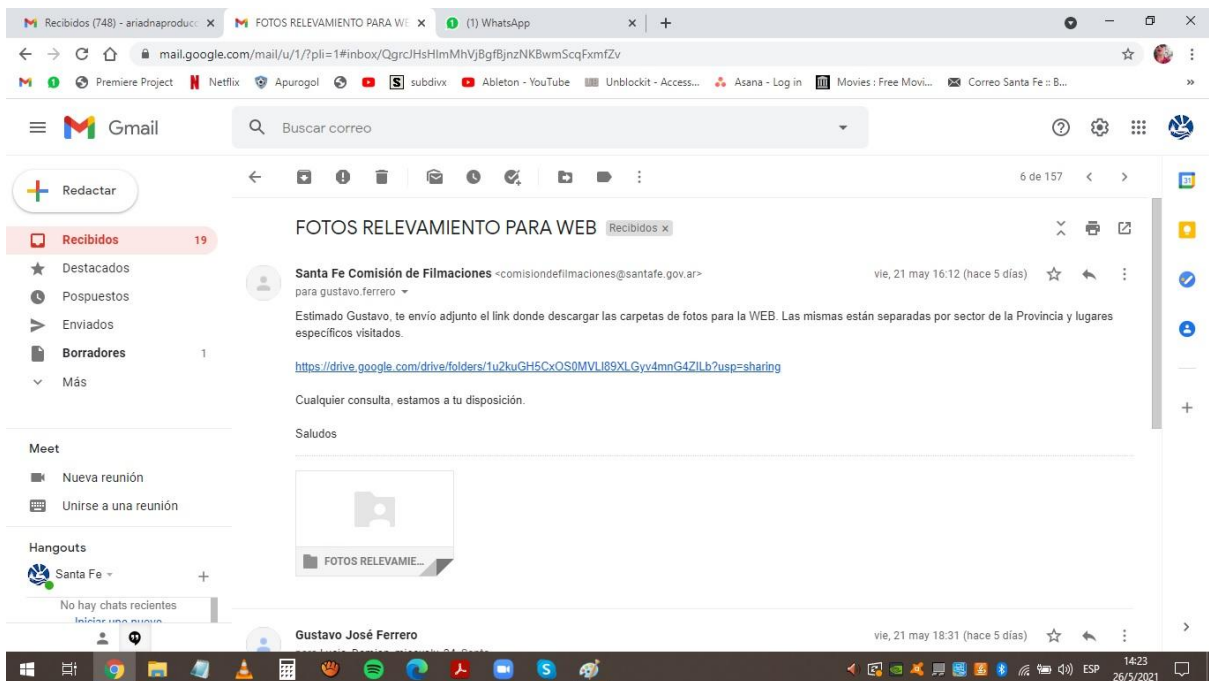 Recibidos (748) - ariadnaproducc
FOTOS RELEVAMIENTO PARA WE
(1) WhatsApp
mail.google.com/mail/u/1/?pli=1#inbox/QgrcJHsHlmMhVjBgfBjnzNKBwmScqFxmfZv
Premiere Project
Netflix
Apurogol
subdivx
Ableton - YouTube
Unblockit - Access...
Asana - Log in
Movies : Free Movi...
Correo Santa Fe :: B...
Gmail
Buscar correo
Redactar
6 de 157
Recibidos 19
Destacados
Pospuestos
Enviados
Borradores 1
Más
Meet
Nueva reunión
Unirse a una reunión
Hangouts
Santa Fe
No hay chats recientes
Iniciar uno nuevo
FOTOS RELEVAMIENTO PARA WEB Recibidos x
Santa Fe Comisión de Filmaciones <comisiondefilmaciones@santafe.gov.ar>
vie, 21 may 16:12 (hace 5 días)
para gustavo.ferrero
Estimado Gustavo, te envío adjunto el link donde descargar las carpetas de fotos para la WEB. Las mismas están separadas por sector de la Provincia y lugares
específicos visitados.
https://drive.google.com/drive/folders/1u2kuGH5CxOS0MVLI89XLGyv4mnG4ZILb?usp=sharing
Cualquier consulta, estamos a tu disposición.
Saludos
FOTOS RELEVAMIE...
Gustavo José Ferrero
vie, 21 may 18:31 (hace 5 días)
31
ESP
14:23
26/5/2021